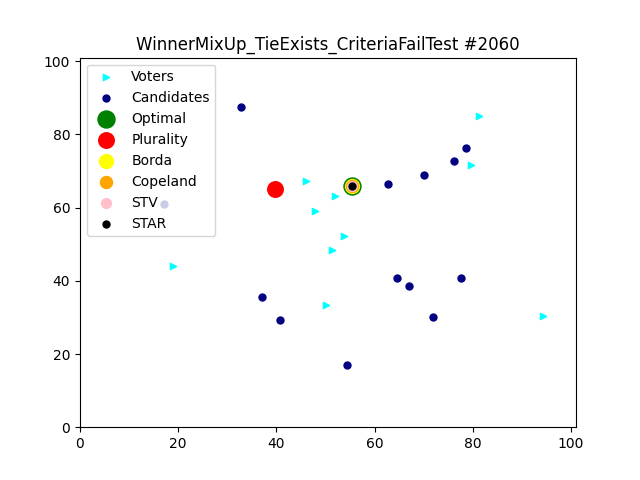 WinnerMixUp_TieExists_CriteriaFailTest #2060
100
80
60
40
20
0
Voters
Candidates
Optimal
Plurality
Borda
Copeland
STV
STAR
0 20 40 60 80 100